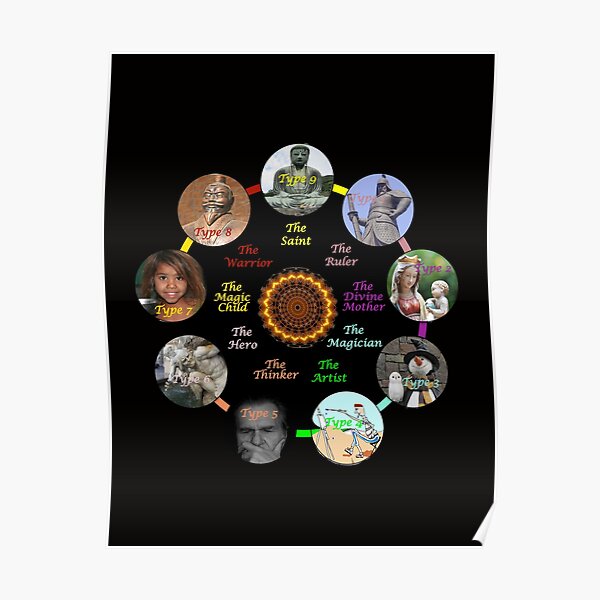 Type 9
Type 8
Type
The
Saint
The
Warrior
The
Ruler
Type 2
Type 7
The
Magic
Child
The
Divine
Mother
The
Hero
The
Magician
Type 6
Type 3
The
Thinker
The
Artist
Type 5
Type 4